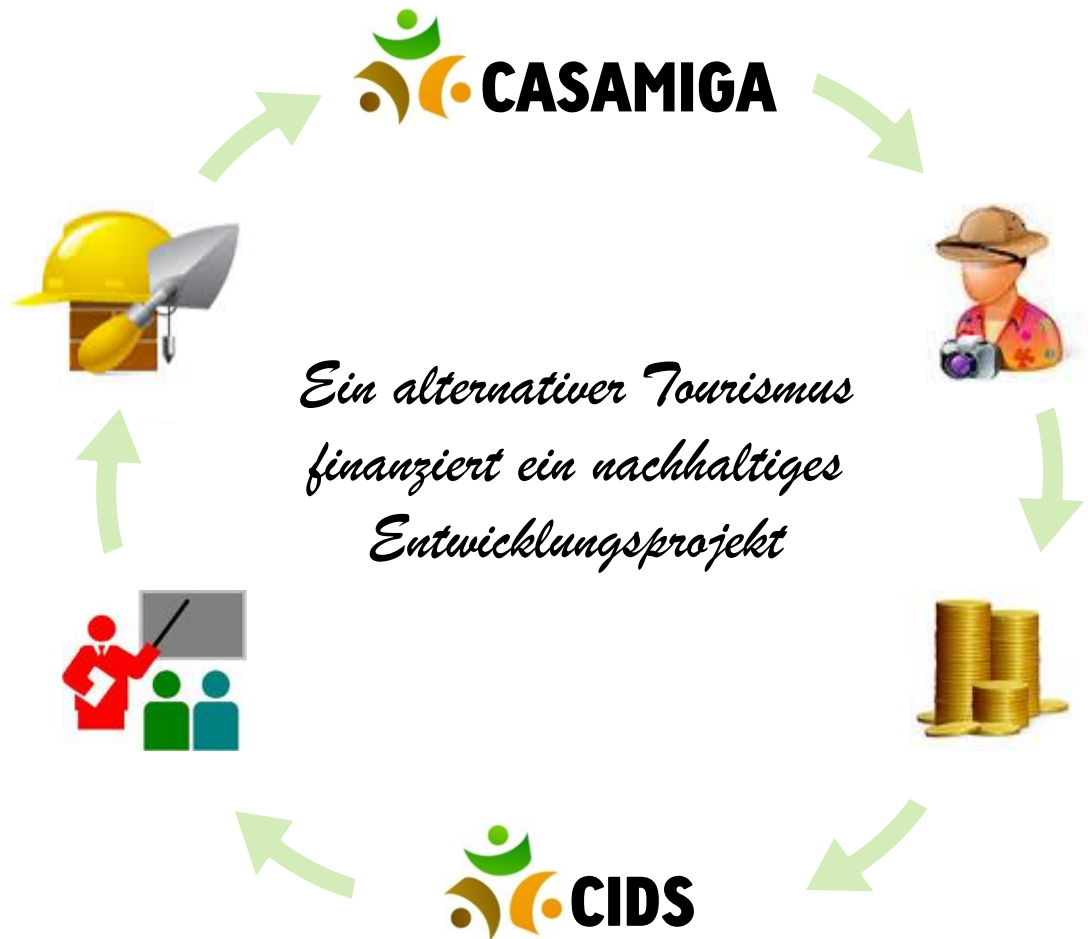 CASAMIGA
Ein alternativer Tourismus
finanziert ein nachhaltiges
Entwicklungsprojekt
CIDS